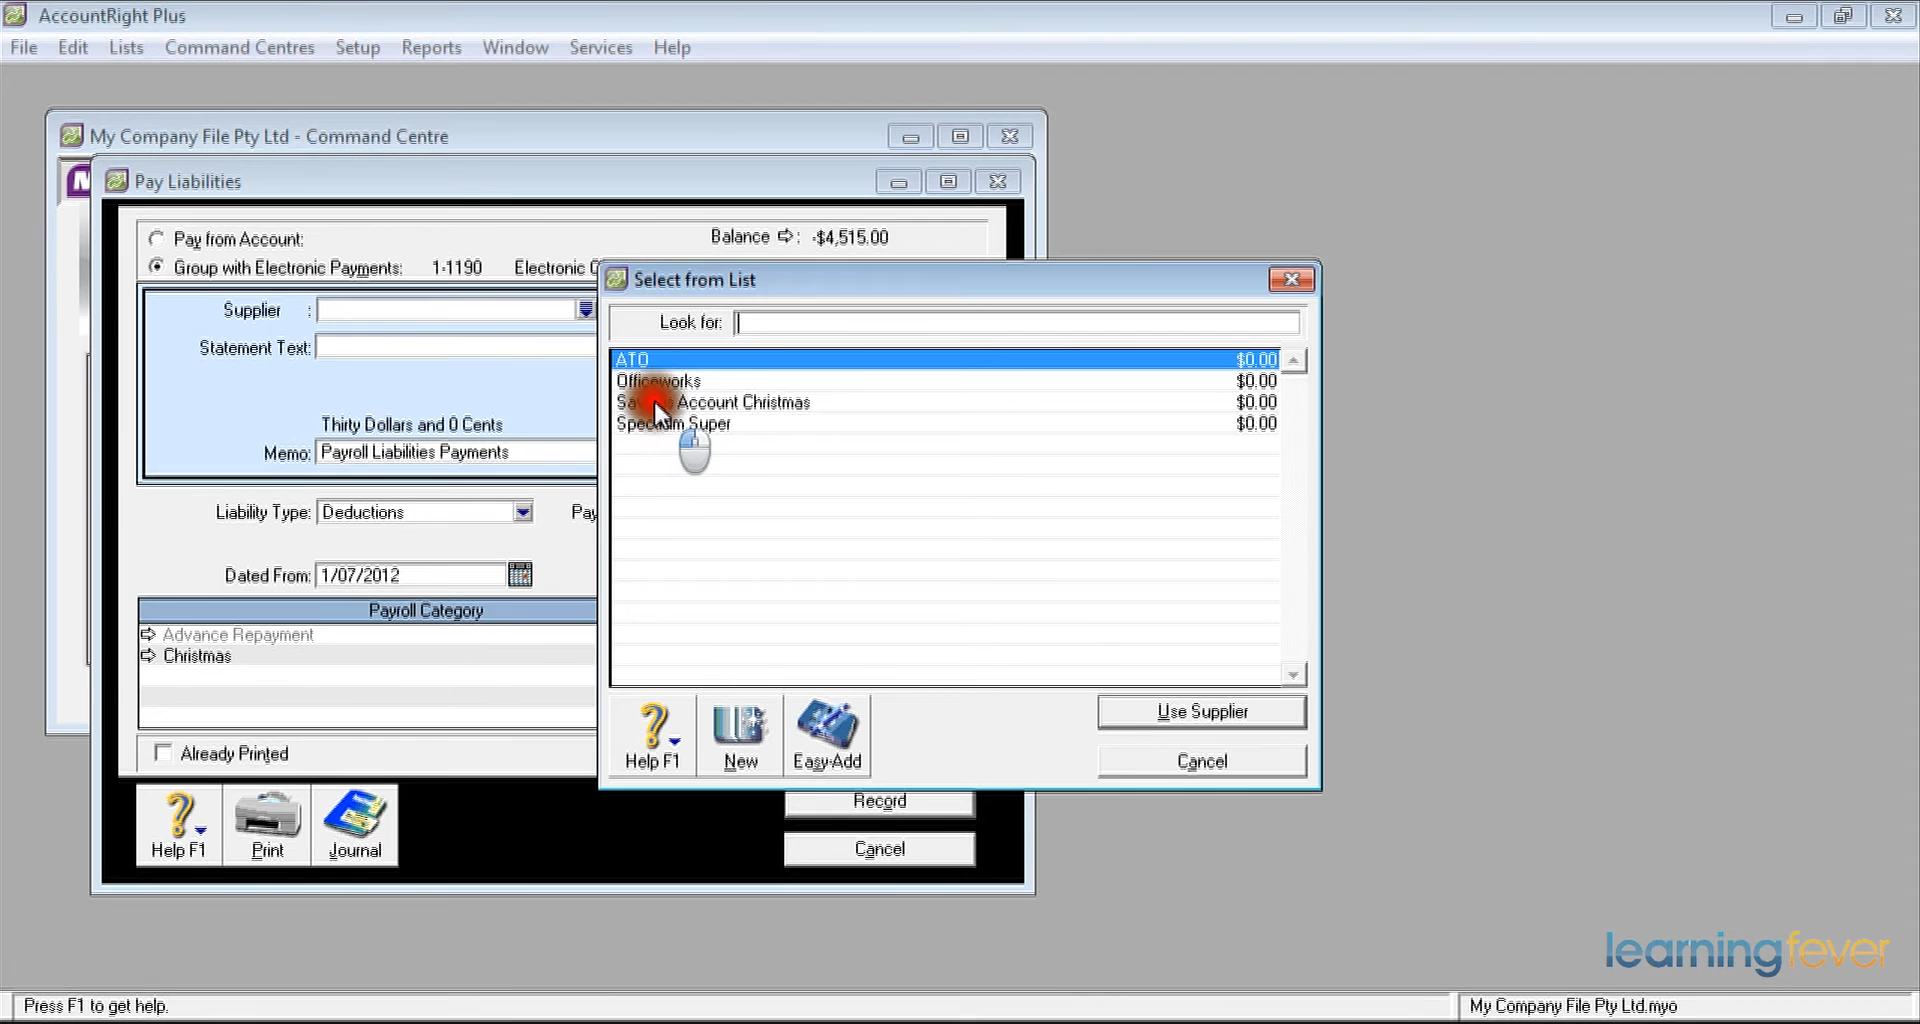 AccountRight Plus
File Edit Lists Command Centres Setup Reports Window Services Help
My Company File Pty Ltd - Command Centre
Pay Liabilities
Pay from Account:
Balance : -$4,515.00
Group with Electronic Payments: 1-1190 Electronic C
Supplier :
Statement Text:
Thirty Dollars and 0 Cents
Memo: Payroll Liabilities Payments
Liability Type: Deductions
Pay
Dated From: 1/07/2012
Payroll Category
Advance Repayment
Christmas
Already Printed
Help F1 Print Journal
Record
Cancel
Select from List
Look for:
ATO $0.00
Officeworks $0.00
Account Christmas $0.00
Super $0.00
Help F1 New Easy-Add
Use Supplier
Cancel
learningfever
Press F1 to get help.
My Company File Pty Ltd.myo